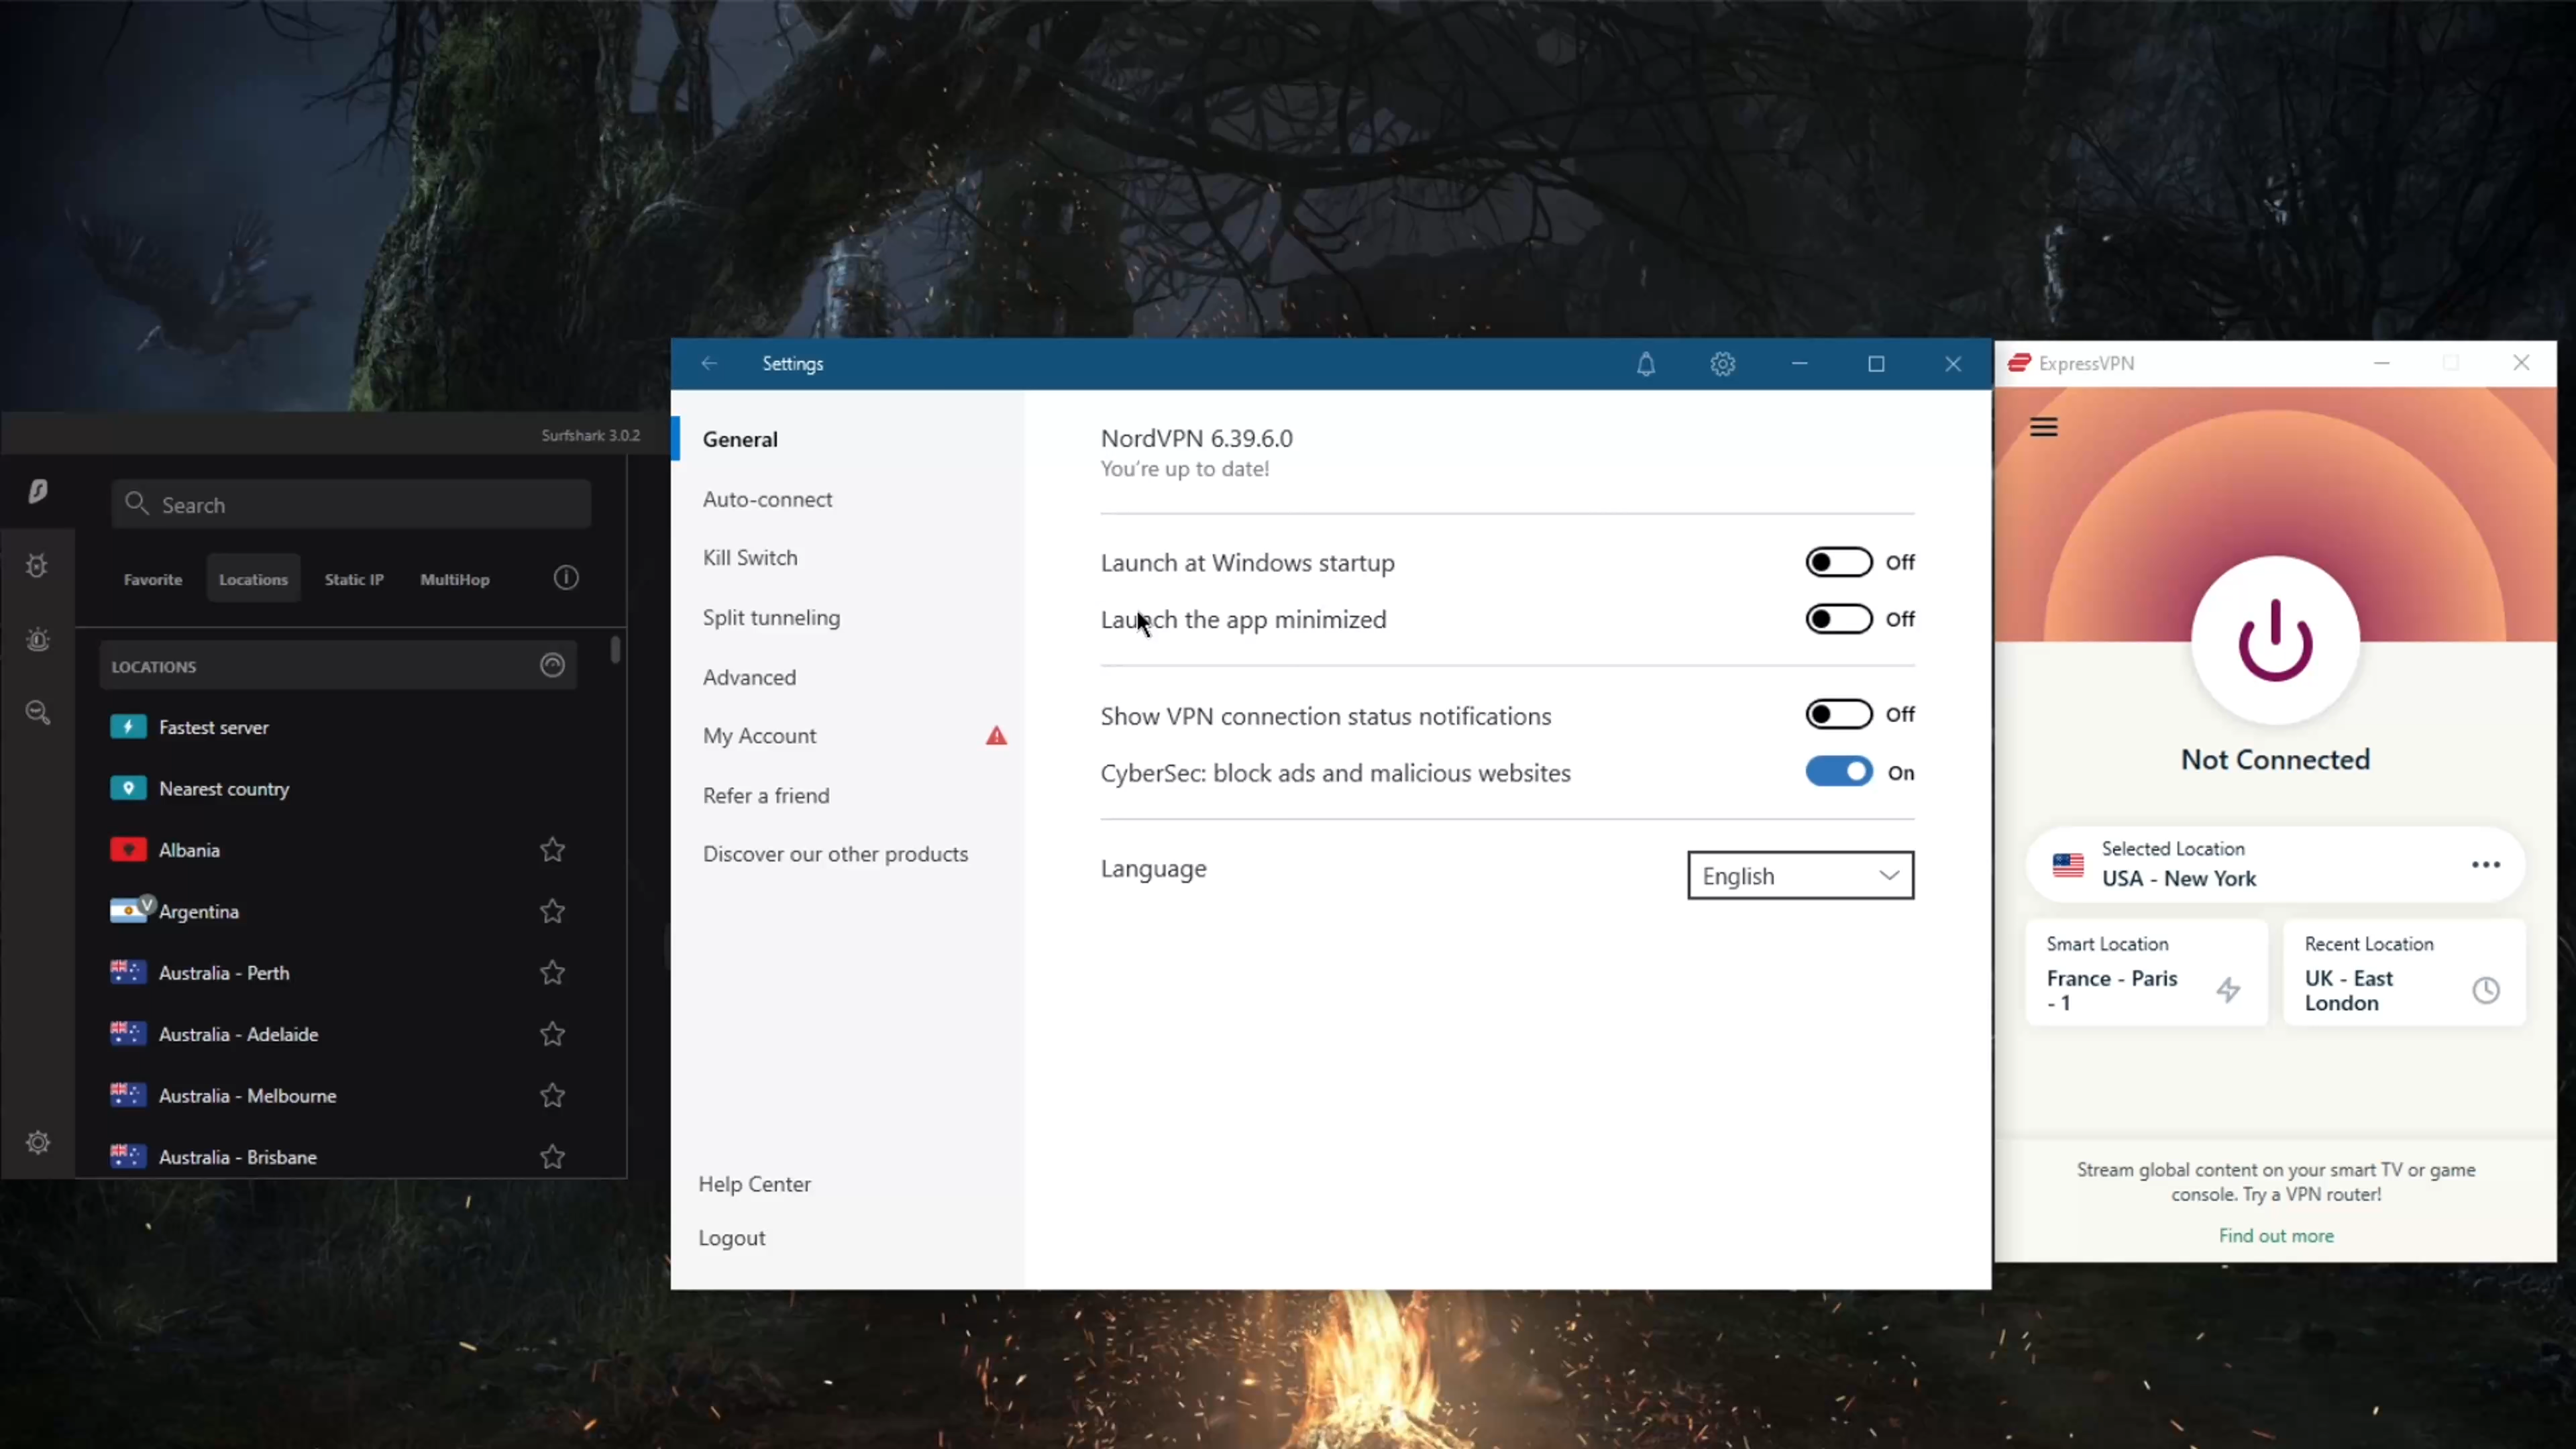 Surfshark 3.0.2
Search
Favorite
Locations
Static IP
MultiHop
LOCATIONS
Fastest server
Nearest country
Albania
V
Argentina
Australia - Perth
Australia - Adelaide
Australia - Melbourne
Australia - Brisbane
Settings
General
Auto-connect
Kill Switch
Split tunneling
Advanced
My Account
Refer a friend
Discover our other products
Help Center
Logout
NordVPN 6.39.6.0
You're up to date!
Launch at Windows startup
Off
Launch the app minimized
Off
Show VPN connection status notifications
Off
CyberSec: block ads and malicious websites
On
Language
English
ExpressVPN
Not Connected
Selected Location
USA - New York
Smart Location
France - Paris
- 1
Recent Location
UK - East
London
Stream global content on your smart TV or game
console. Try a VPN router!
Find out more